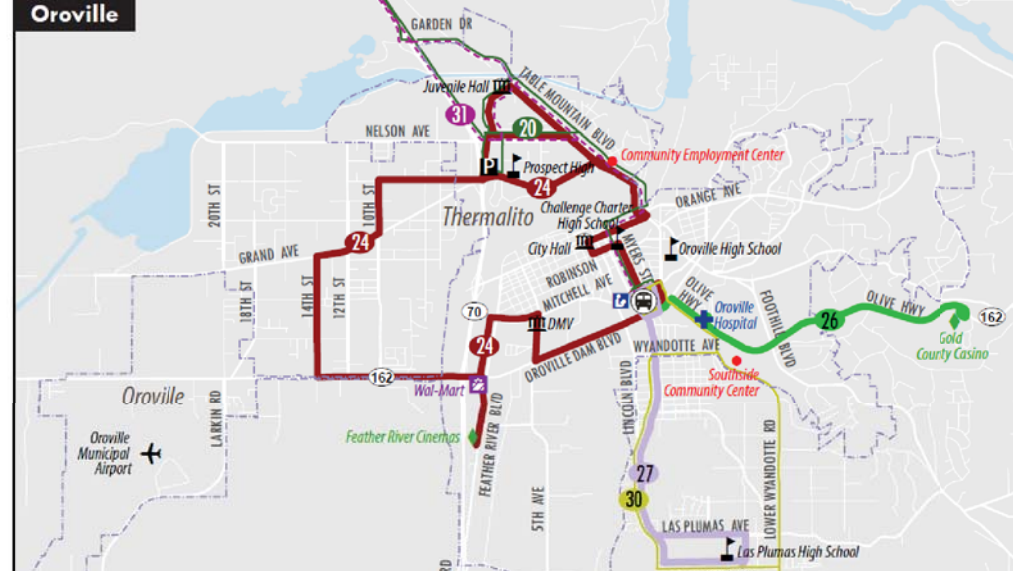 Oroville
GARDEN DR
Juvenile Hall
TABLE MOUNTAIN BLVD
31
20
NELSON AVE
Community Employment Center
P
Prospect High
24
20TH ST
10TH ST
ORANGE AVE
Thermalito
Challenge Charter
High School
24
City Hall
MYERS ST
Oroville High School
GRAND AVE
ROBINSON
MITCHELL AVE
18TH ST
14TH ST
12TH ST
OLIVE
HWY
Oroville
Hospital
FOOTHILL BLVD
OLIVE HWY
70
DMV
26
162
24
OROVILLE DAM BLVD
WYANDOTTE AVE
Gold
County Casino
162
Wal-Mart
Southside
Community Center
Oroville
LARKIN RD
FEATHER RIVER BLVD
LINCOLN BLVD
LOWER WYANDOTTE RD
Feather River Cinemas
Oroville
Municipal
Airport
27
30
5TH AVE
LAS PLUMAS AVE
Las Plumas High School
RD